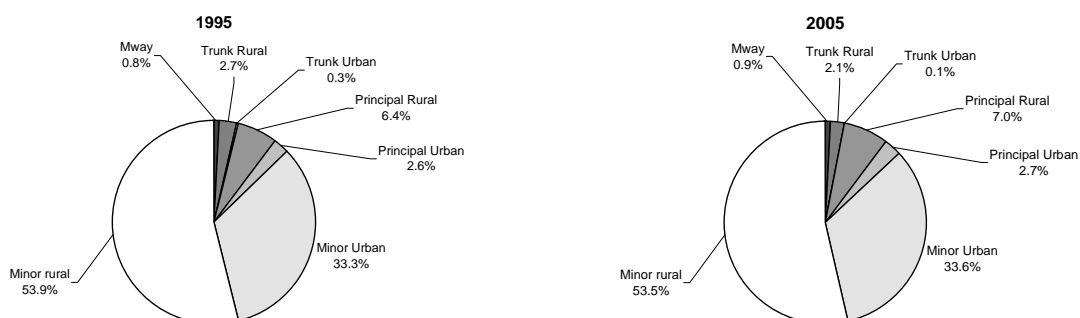 1995
Mway
0.8%
Trunk Rural
2.7%
Trunk Urban
0.3%
Principal Rural
6.4%
Principal Urban
2.6%
Minor Urban
33.3%
Minor rural
53.9%
2005
Mway
0.9%
Trunk Rural
2.1%
Trunk Urban
0.1%
Principal Rural
7.0%
Principal Urban
2.7%
Minor Urban
33.6%
Minor rural
53.5%